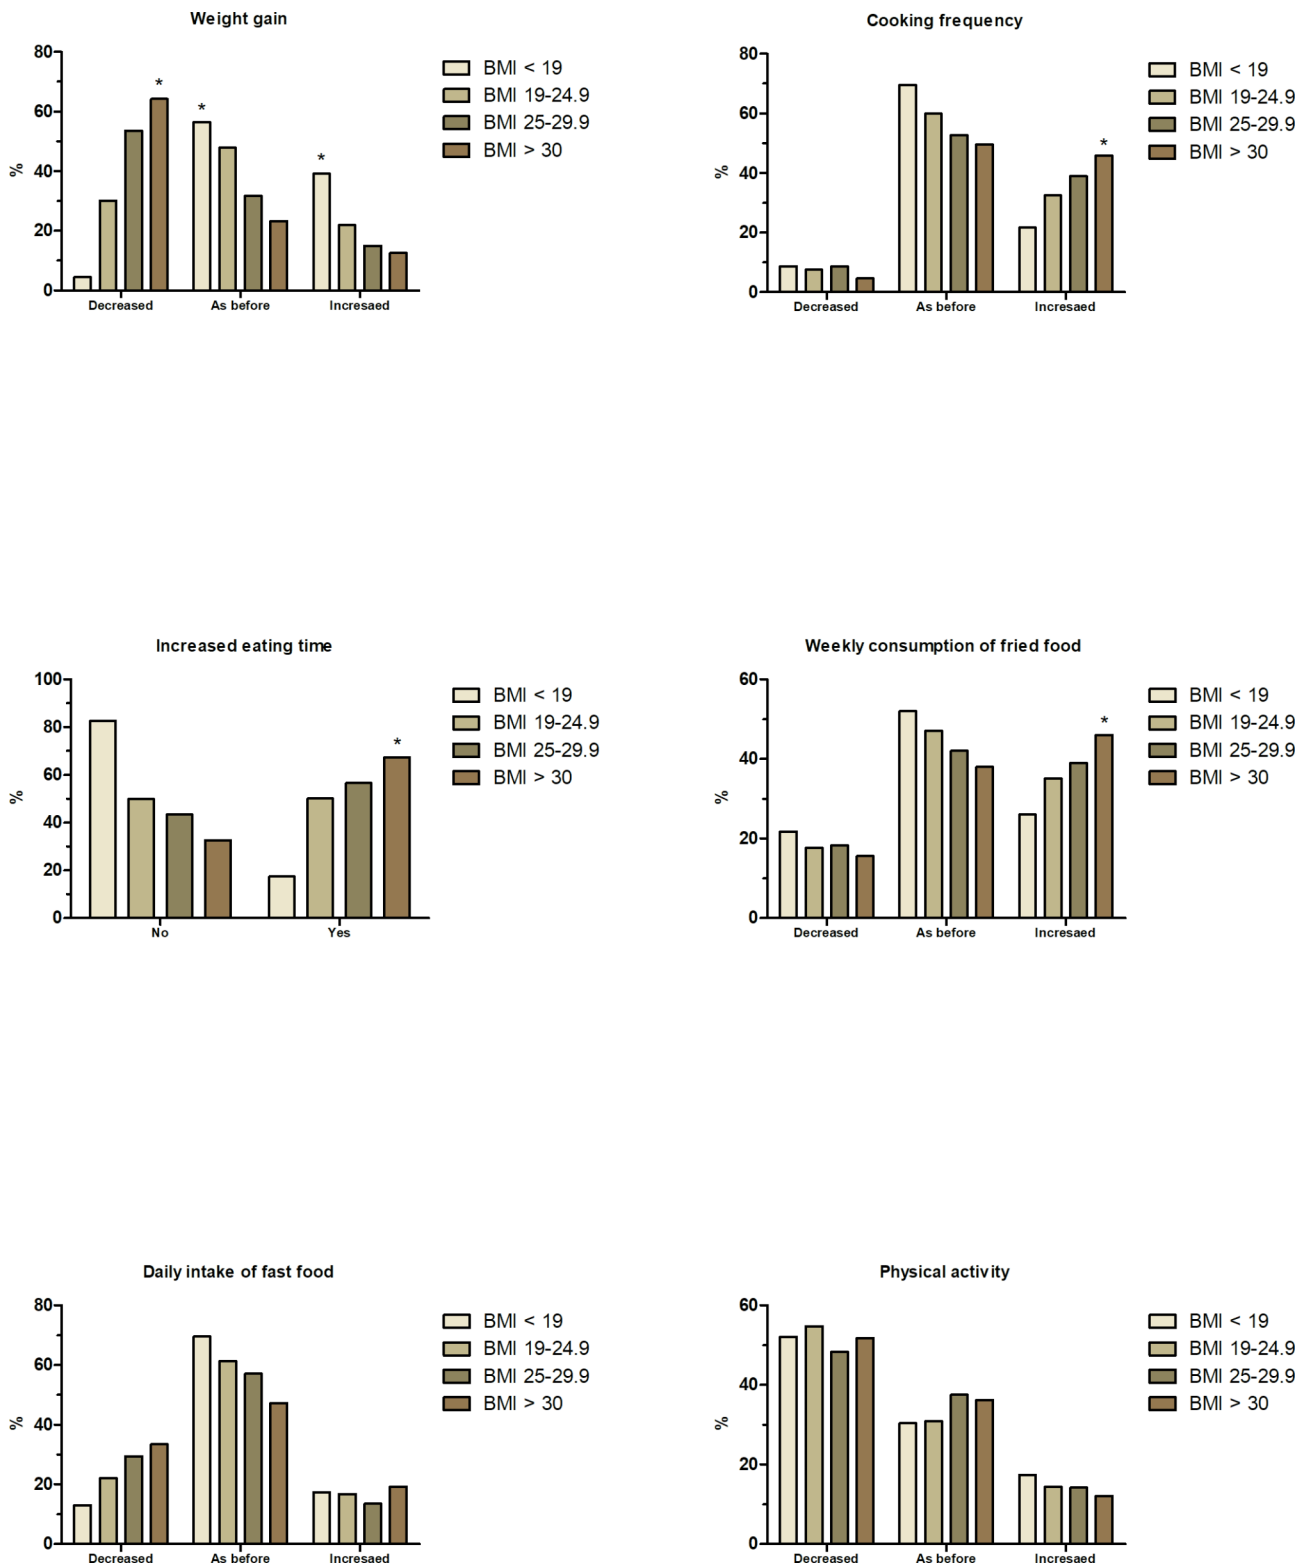 Weight gain
80
60
40
20
0
%
*
*
*
Decreased As before Incresaed
BMI < 19
BMI 19-24.9
BMI 25-29.9
BMI > 30
Cooking frequency
80
60
40
20
0
%
*
Decreased As before Incresaed
BMI < 19
BMI 19-24.9
BMI 25-29.9
BMI > 30
Increased eating time
100
80
60
40
20
0
%
*
No Yes
BMI < 19
BMI 19-24.9
BMI 25-29.9
BMI > 30
Weekly consumption of fried food
60
40
20
0
%
*
Decreased As before Incresaed
BMI < 19
BMI 19-24.9
BMI 25-29.9
BMI > 30
Daily intake of fast food
80
60
40
20
0
%
Decreased As before Incresaed
BMI < 19
BMI 19-24.9
BMI 25-29.9
BMI > 30
Physical activity
60
40
20
0
%
Decreased As before Incresaed
BMI < 19
BMI 19-24.9
BMI 25-29.9
BMI > 30